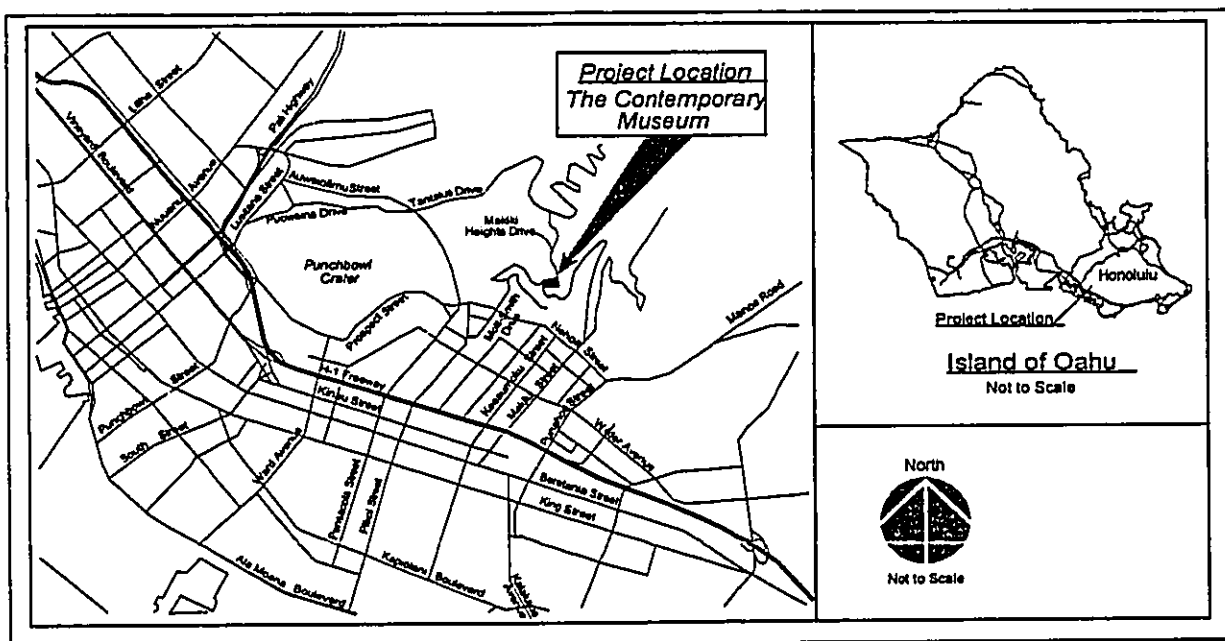 Project Location
The Contemporary
Museum
Liliha Street
Pali Highway
Vineyard Boulevard
Nuuanu Avenue
Lusitana Street
Auwaiolimu Street
Puowaina Drive
Tantalus Drive
Makiki
Heights Drive
Punchbowl
Crater
Prospect Street
Mott-Smith
Drive
Nehoa Street
Manoa Road
Keeaumoku Street
Makiki Street
Punahou Street
Wilder Avenue
H-1 Freeway
Kinau Street
Punchbowl Street
South Street
Ward Avenue
Pensacola Street
Piikoi Street
Beretania Street
King Street
Kapiolani Boulevard
Kalakaua
Avenue
Ala Moana Boulevard
Honolulu
Project Location
Island of Oahu
Not to Scale
North
Not to Scale